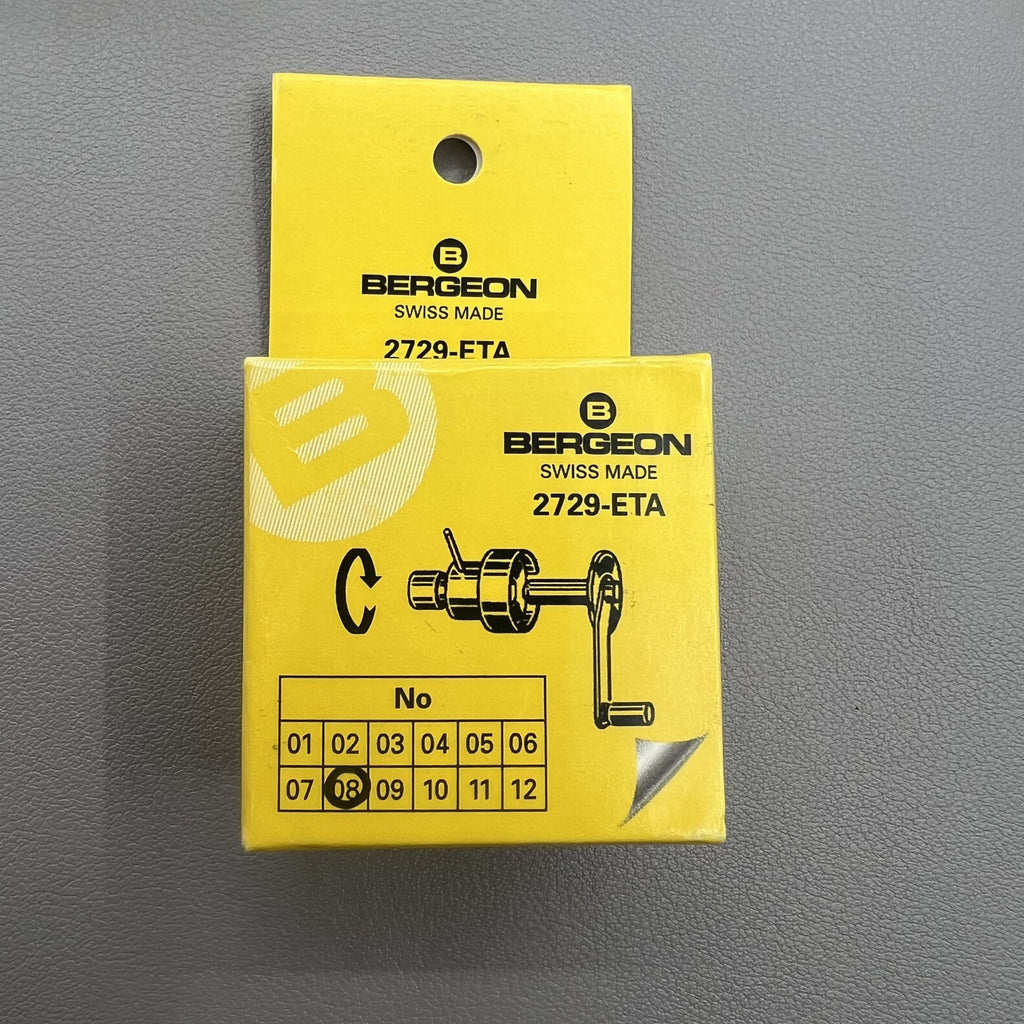 B
BERGEON
SWISS MADE
2729-ETA
B
B
BERGEON
SWISS MADE
2729-ETA
No
01 02 03 04 05 06
07 08 09 10 11 12